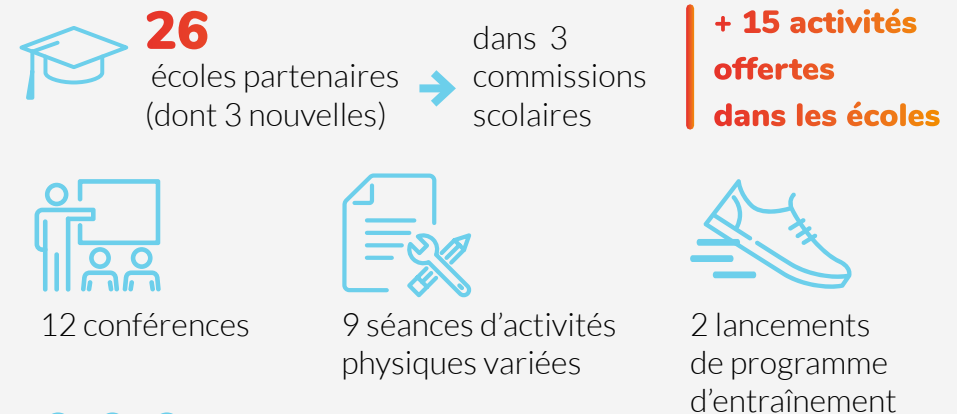 26
écoles partenaires
(dont 3 nouvelles)
dans 3
commissions
scolaires
+ 15 activités
offertes
dans les écoles
12 conférences
9 séances d’activités
physiques variées
2 lancements
de programme
d’entraînement